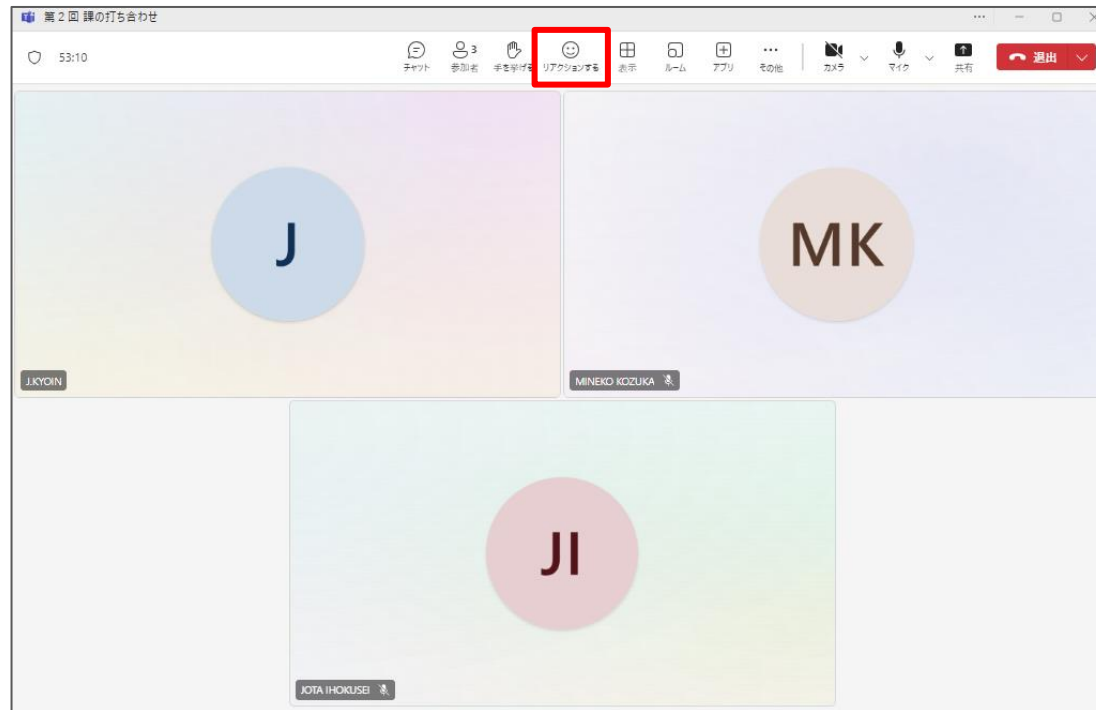 第２回 課の打ち合わせ
53:10
チャット
3
参加者
手を挙げる
リアクションする
表示
ルーム
アプリ
その他
カメラ
マイク
共有
退出
J
MK
J.KYOIN
MINEKO KOZUKA
JI
JOTA IHOKUSEI